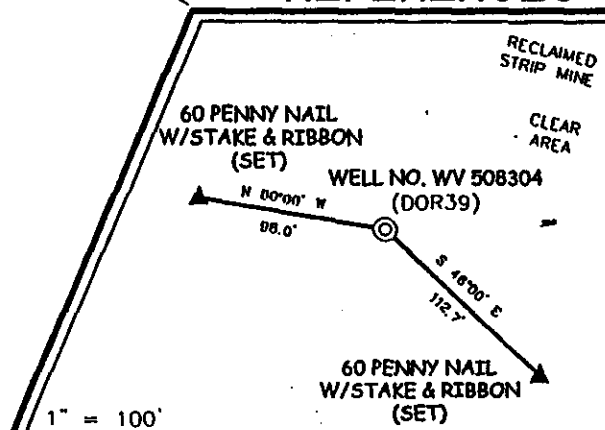 RECLAIMED
STRIP MINE
CLEAR
AREA
60 PENNY NAIL
W/STAKE & RIBBON
(SET)
WELL NO. WV 508304
(DOR39)
S 46°00' E
112.7'
60 PENNY NAIL
W/STAKE & RIBBON
(SET)
1" = 100'